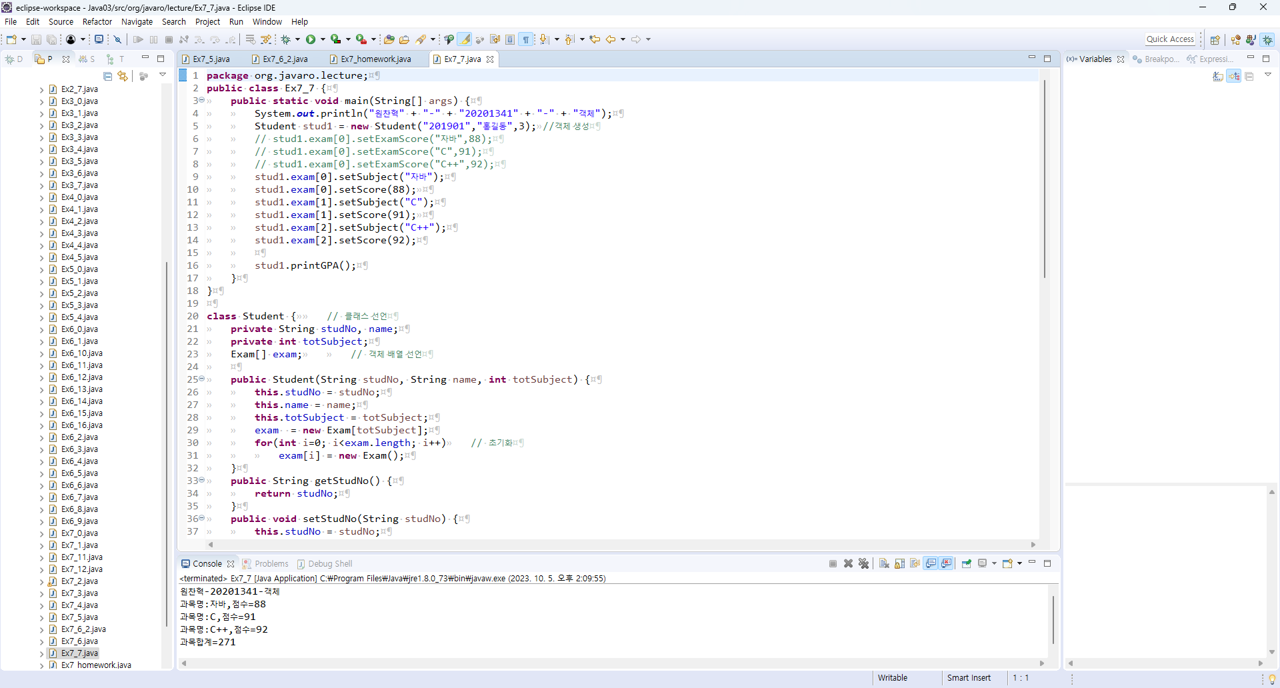 eclipse-workspace - Java03/src/org/javaro/lecture/Ex7_7.java - Eclipse IDE
File Edit Source Refactor Navigate Search Project Run Window Help
Quick Access
D P S T
Ex7_5.java Ex7_6_2.java Ex7_homework.java Ex7_7.java
Variables Breakpo... Expressi...
Ex2_7.java
Ex3_0.java
Ex3_1.java
Ex3_2.java
Ex3_3.java
Ex3_4.java
Ex3_5.java
Ex3_6.java
Ex3_7.java
Ex4_0.java
Ex4_1.java
Ex4_2.java
Ex4_3.java
Ex4_4.java
Ex4_5.java
Ex5_0.java
Ex5_1.java
Ex5_2.java
Ex5_3.java
Ex5_4.java
Ex6_0.java
Ex6_1.java
Ex6_10.java
Ex6_11.java
Ex6_12.java
Ex6_13.java
Ex6_14.java
Ex6_15.java
Ex6_16.java
Ex6_2.java
Ex6_3.java
Ex6_4.java
Ex6_5.java
Ex6_6.java
Ex6_7.java
Ex6_8.java
Ex6_9.java
Ex7_0.java
Ex7_1.java
Ex7_11.java
Ex7_12.java
Ex7_2.java
Ex7_3.java
Ex7_4.java
Ex7_5.java
Ex7_6_2.java
Ex7_6.java
Ex7_7.java
Ex7_homework.java
1 package org.javaro.lecture;
2 public class Ex7_7 {
3 public static void main(String[] args) {
4 System.out.println("원찬혁" + "-" + "20201341" + "-" + "객체");
5 Student stud1 = new Student("201901","홍길동",3); //객체 생성
6 // stud1.exam[0].setExamScore("자바",88);
7 // stud1.exam[0].setExamScore("C",91);
8 // stud1.exam[0].setExamScore("C++",92);
9 stud1.exam[0].setSubject("자바");
10 stud1.exam[0].setScore(88);
11 stud1.exam[1].setSubject("C");
12 stud1.exam[1].setScore(91);
13 stud1.exam[2].setSubject("C++");
14 stud1.exam[2].setScore(92);
15
16 stud1.printGPA();
17 }
18 }
19
20 class Student { // 클래스 선언
21 private String studNo, name;
22 private int totSubject;
23 Exam[] exam; // 객체 배열 선언
24
25 public Student(String studNo, String name, int totSubject) {
26 this.studNo = studNo;
27 this.name = name;
28 this.totSubject = totSubject;
29 exam = new Exam[totSubject];
30 for(int i=0; i<exam.length; i++) // 초기화
31 exam[i] = new Exam();
32 }
33 public String getStudNo() {
34 return studNo;
35 }
36 public void setStudNo(String studNo) {
37 this.studNo = studNo;
Console Problems Debug Shell
<terminated> Ex7_7 [Java Application] C:₩Program Files₩Java₩jre1.8.0_73₩bin₩javaw.exe (2023. 10. 5. 오후 2:09:55)
원찬혁-20201341-객체
과목명:자바,점수=88
과목명:C,점수=91
과목명:C++,점수=92
과목합계=271
Writable Smart Insert 1 : 1